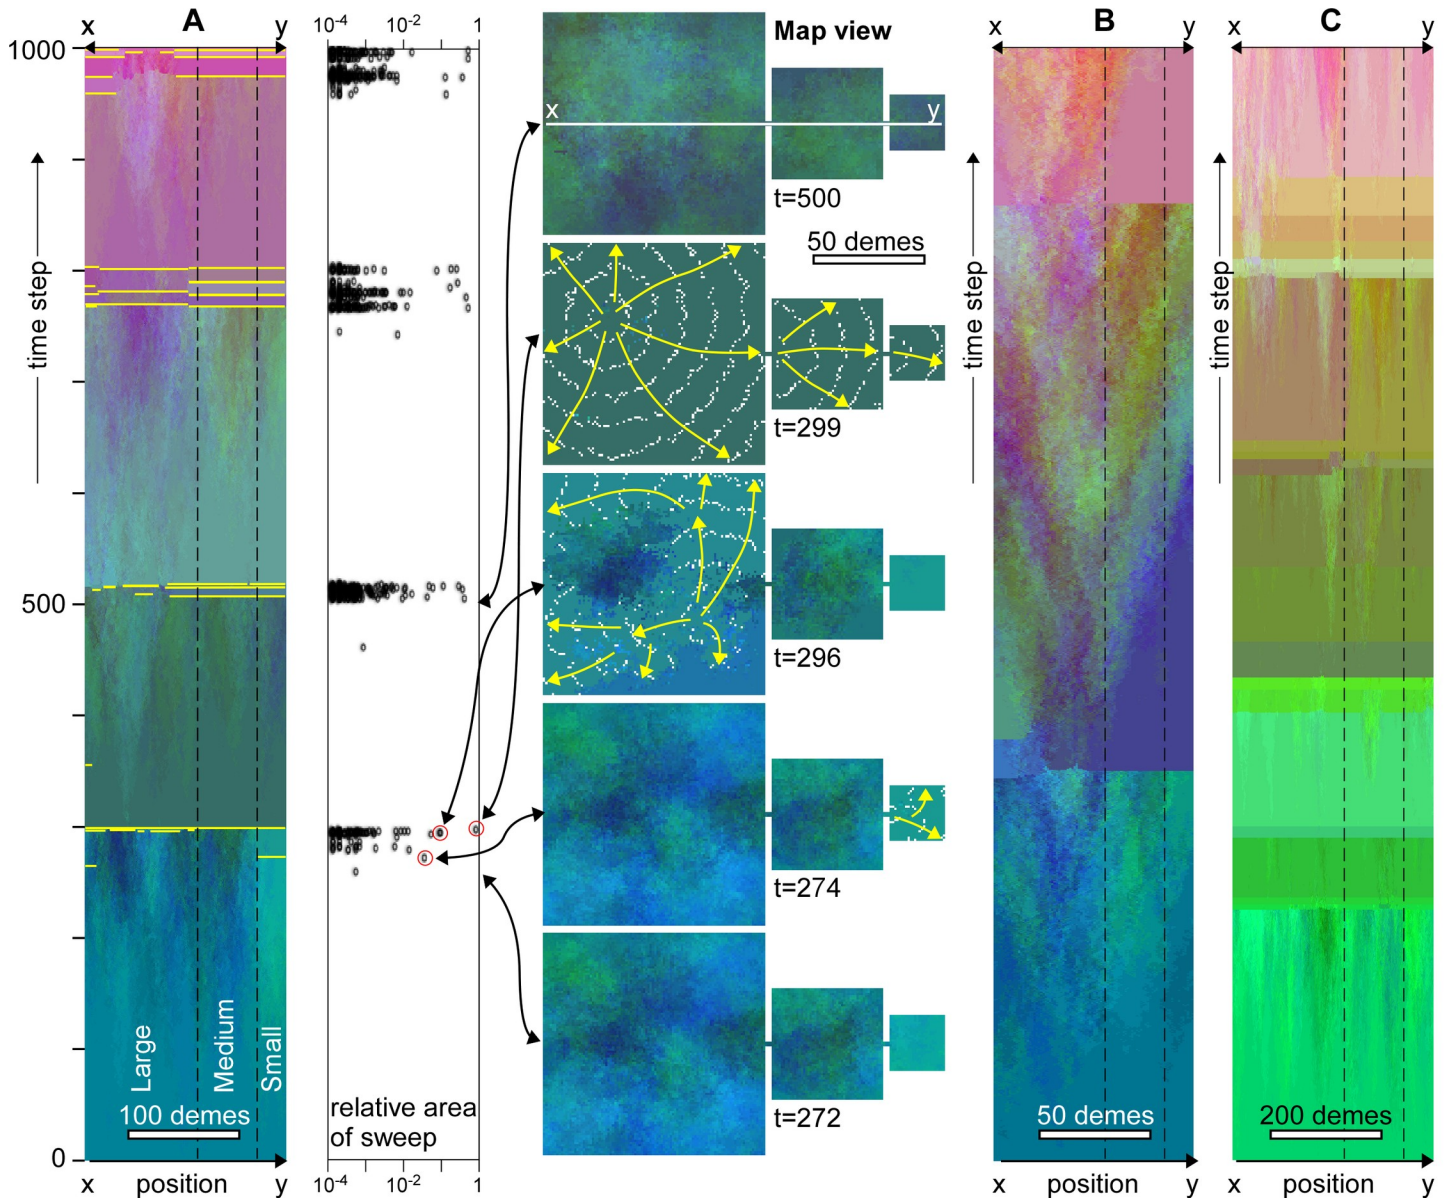 A
x y
1000
500
0
time step
Large
Medium
Small
100 demes
x position y
10-4 10-2 1
relative area
of sweep
10-4 10-2 1
Map view
x y
t=500
50 demes
t=299
t=296
t=274
t=272
B
x y
time step
50 demes
x position y
C
x y
time step
200 demes
x position y